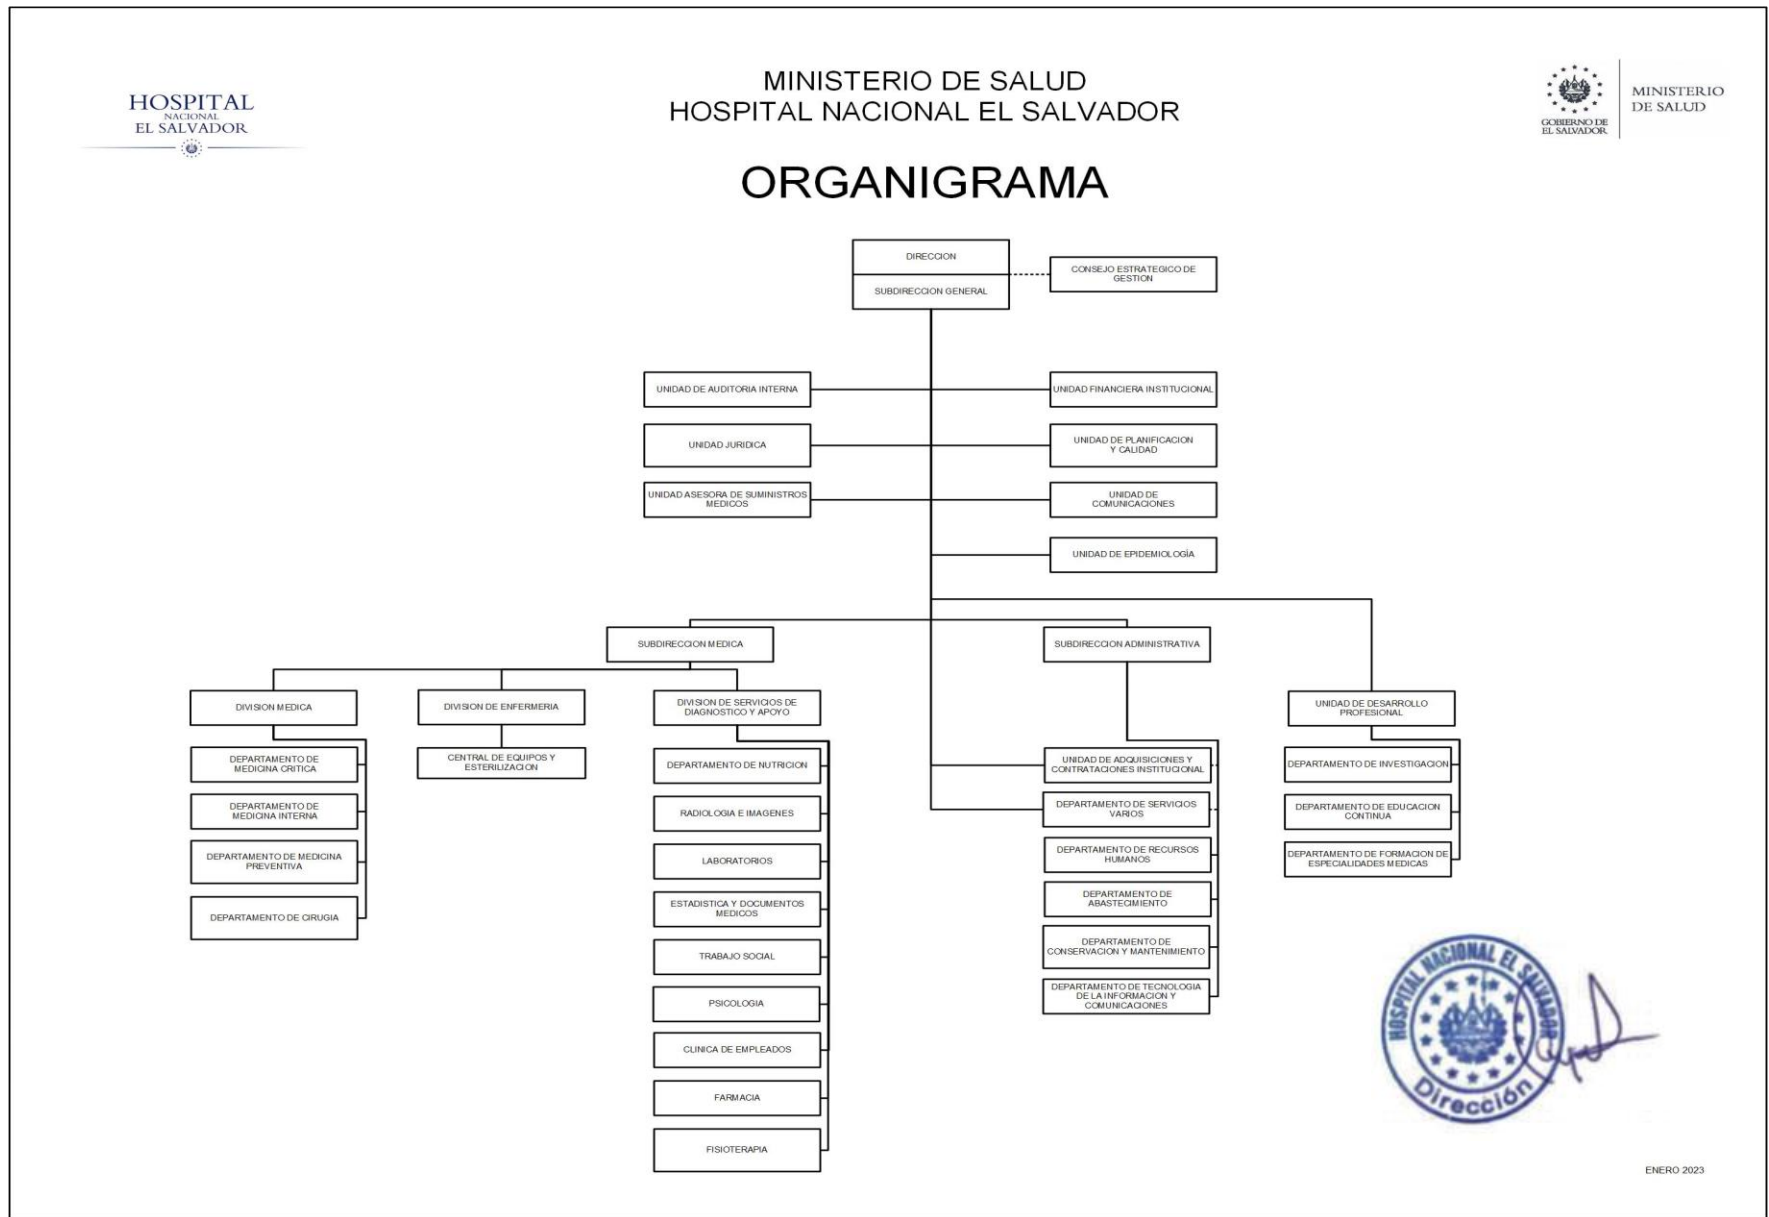 HOSPITAL
NACIONAL
EL SALVADOR
MINISTERIO DE SALUD
HOSPITAL NACIONAL EL SALVADOR
GOBIERNO DE
EL SALVADOR
MINISTERIO
DE SALUD
ORGANIGRAMA
DIRECCION
SUBDIRECCION GENERAL
CONSEJO ESTRATEGICO DE
GESTION
UNIDAD DE AUDITORIA INTERNA
UNIDAD FINANCIERA INSTITUCIONAL
UNIDAD JURIDICA
UNIDAD DE PLANIFICACION
Y CALIDAD
UNIDAD ASESORA DE SUMINISTROS
MEDICOS
UNIDAD DE
COMUNICACIONES
UNIDAD DE EPIDEMIOLOGÌA
SUBDIRECCION MEDICA
SUBDIRECCION ADMINISTRATIVA
DIVISION MEDICA
DIVISION DE ENFERMERIA
DIVISION DE SERVICIOS DE
DIAGNOSTICO Y APOYO
UNIDAD DE DESARROLLO
PROFESIONAL
DEPARTAMENTO DE
MEDICINA CRITICA
DEPARTAMENTO DE
MEDICINA INTERNA
DEPARTAMENTO DE MEDICINA
PREVENTIVA
DEPARTAMENTO DE CIRUGIA
CENTRAL DE EQUIPOS Y
ESTERILIZACION
DEPARTAMENTO DE NUTRICION
RADIOLOGIA E IMAGENES
LABORATORIOS
ESTADISTICA Y DOCUMENTOS
MEDICOS
TRABAJO SOCIAL
PSICOLOGIA
CLINICA DE EMPLEADOS
FARMACIA
FISIOTERAPIA
UNIDAD DE ADQUISICIONES Y
CONTRATACIONES INSTITUCIONAL
DEPARTAMENTO DE SERVICIOS
VARIOS
DEPARTAMENTO DE RECURSOS
HUMANOS
DEPARTAMENTO DE
ABASTECIMIENTO
DEPARTAMENTO DE
CONSERVACION Y MANTENIMIENTO
DEPARTAMENTO DE TECNOLOGIA
DE LA INFORMACION Y
COMUNICACIONES
DEPARTAMENTO DE INVESTIGACION
DEPARTAMENTO DE EDUCACION
CONTINUA
DEPARTAMENTO DE FORMACION DE
ESPECIALIDADES MEDICAS
HOSPITAL NACIONAL EL SALVADOR
Dirección
ENERO 2023